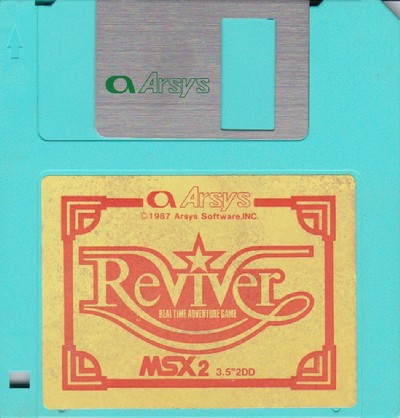 Arsys
Arsys
©1987 Arsys Software,INC.
Reviver
REAL TIME ADVENTURE GAME
MSX2 3.5"2DD